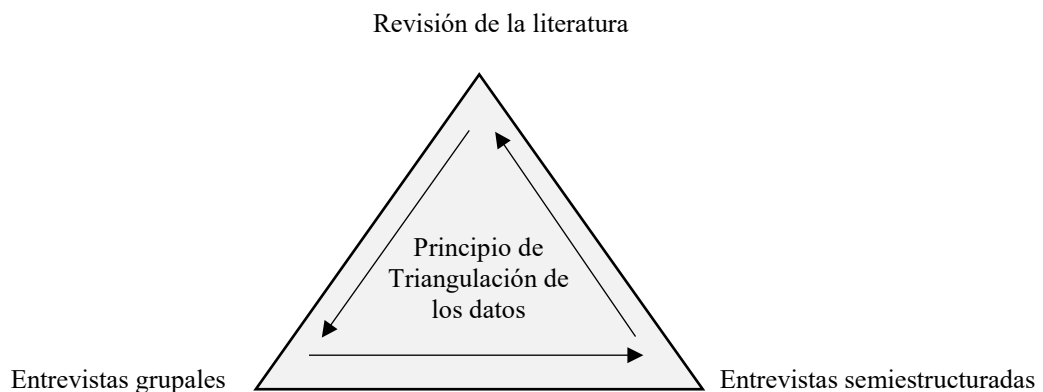 Revisión de la literatura
Principio de
Triangulación de
los datos
Entrevistas grupales
Entrevistas semiestructuradas